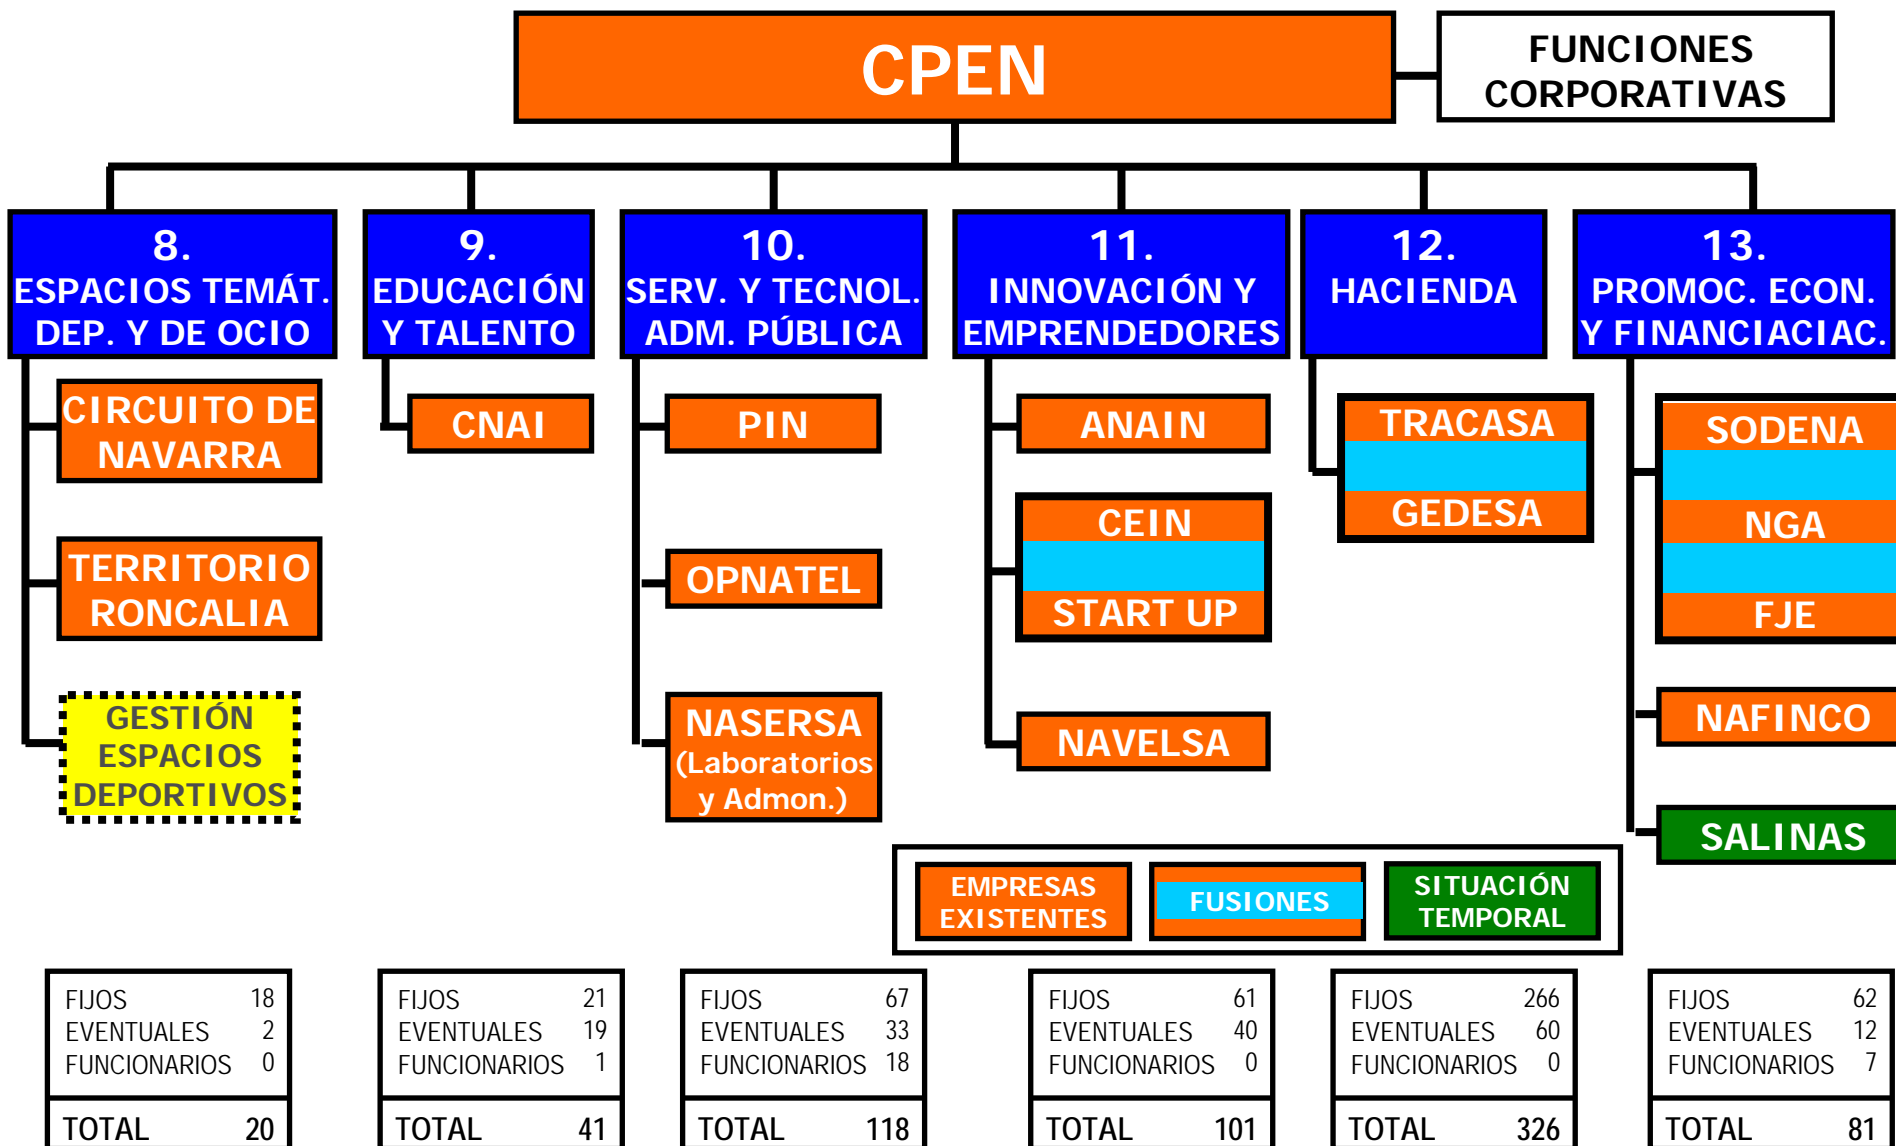 CPEN
FUNCIONES
CORPORATIVAS
8.
ESPACIOS TEMÁT.
DEP. Y DE OCIO
9.
EDUCACIÓN
Y TALENTO
10.
SERV. Y TECNOL.
ADM. PÚBLICA
11.
INNOVACIÓN Y
EMPRENDEDORES
12.
HACIENDA
13.
PROMOC. ECON.
Y FINANCIACIAC.
CIRCUITO DE
NAVARRA
TERRITORIO
RONCALIA
GESTIÓN
ESPACIOS
DEPORTIVOS
CNAI
PIN
OPNATEL
NASERSA
(Laboratorios
y Admon.)
ANAIN
CEIN
START UP
NAVELSA
TRACASA
GEDESA
SODENA
NGA
FJE
NAFINCO
SALINAS
EMPRESAS
EXISTENTES
FUSIONES
SITUACIÓN
TEMPORAL
FIJOS 18
EVENTUALES 2
FUNCIONARIOS 0
TOTAL 20
FIJOS 21
EVENTUALES 19
FUNCIONARIOS 1
TOTAL 41
FIJOS 67
EVENTUALES 33
FUNCIONARIOS 18
TOTAL 118
FIJOS 61
EVENTUALES 40
FUNCIONARIOS 0
TOTAL 101
FIJOS 266
EVENTUALES 60
FUNCIONARIOS 0
TOTAL 326
FIJOS 62
EVENTUALES 12
FUNCIONARIOS 7
TOTAL 81